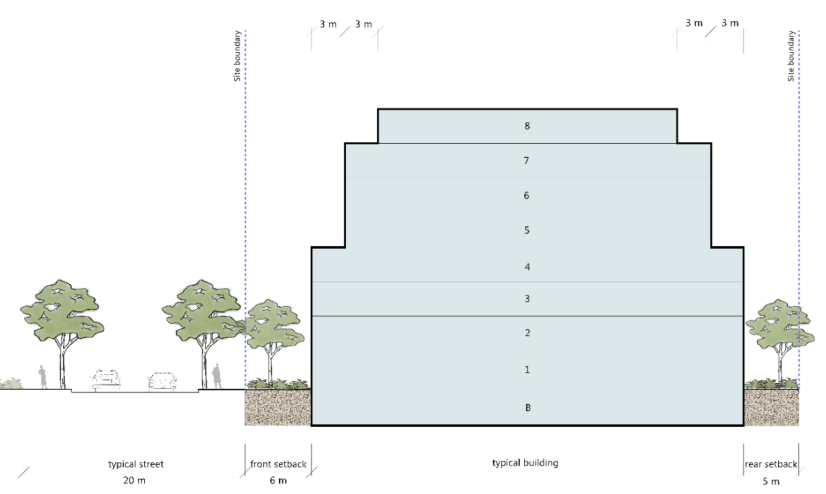 3 m 3 m
3 m 3 m
Site boundary
Site boundary
8
7
6
5
4
3
2
1
B
typical street
20 m
front setback
6 m
typical building
rear setback
5 m